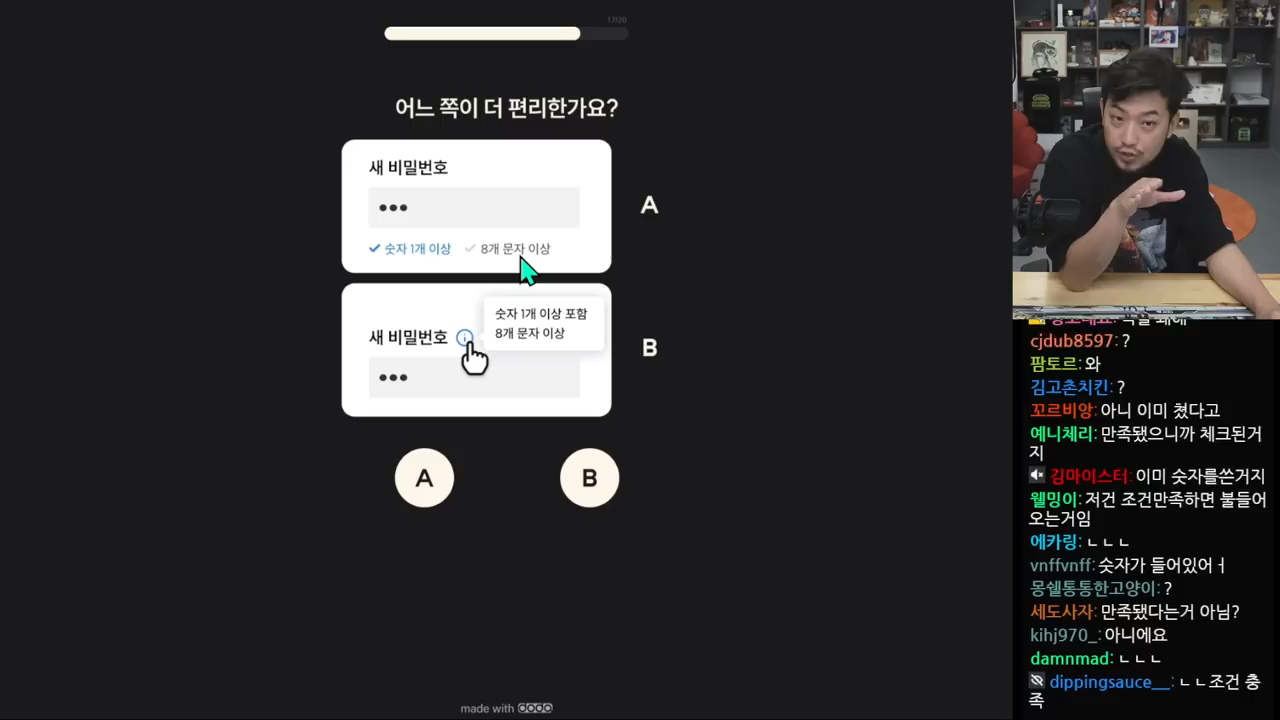 17/20
어느 쪽이 더 편리한가요?
새 비밀번호
숫자 1개 이상
8개 문자 이상
A
숫자 1개 이상 포함
8개 문자 이상
새 비밀번호
B
A
B
made with
cjdub8597: ?
팜토르: 와
김고촌치킨: ?
꼬르비앙: 아니 이미 쳤다고
예니체리: 만족됐으니까 체크된거
지
김마이스터: 이미 숫자를쓴거지
웰밍이: 저건 조건만족하면 불들어
오는거임
에카링: ㄴㄴㄴ
vnffvnff: 숫자가 들어있어ㅓ
몽쉘통통한고양이: ?
세도사자: 만족됐다는거 아님?
kihj970_: 아니에요
damnmad: ㄴㄴㄴ
dippingsauce__: ㄴㄴ조건 충
족